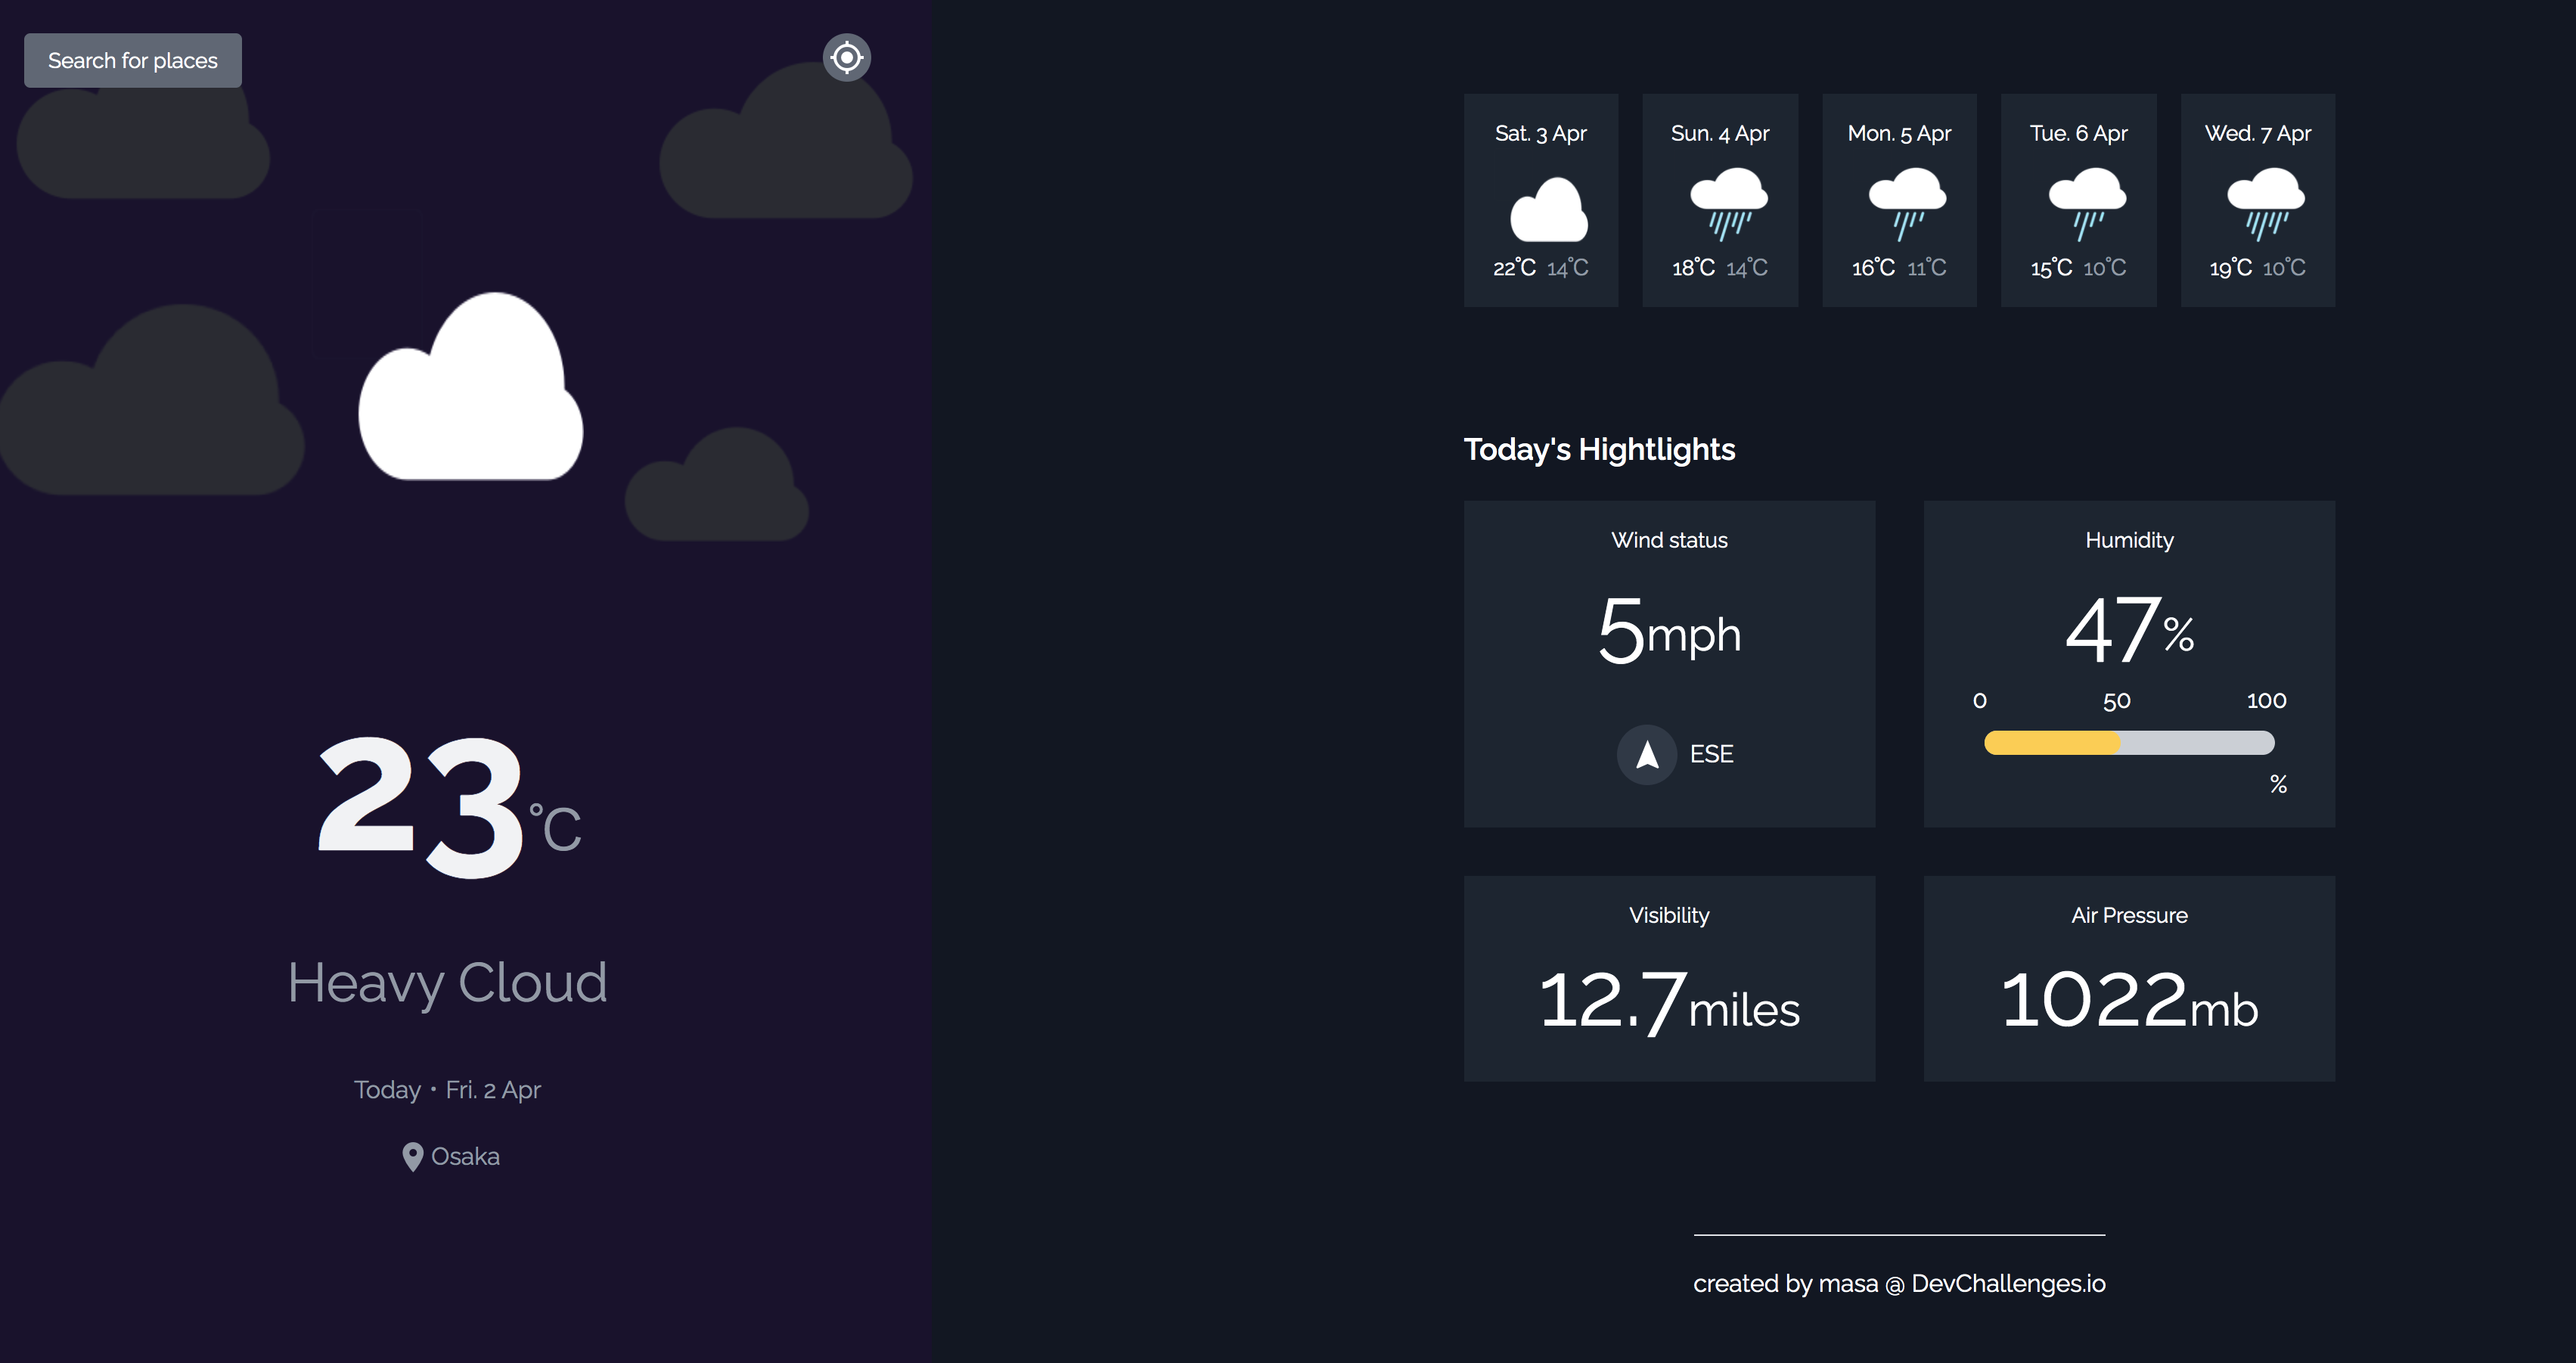 Search for places
23°C
Heavy Cloud
Today • Fri. 2 Apr
Osaka
Sat. 3 Apr
22°C 14°C
Sun. 4 Apr
18°C 14°C
Mon. 5 Apr
16°C 11°C
Tue. 6 Apr
15°C 10°C
Wed. 7 Apr
19°C 10°C
Today's Hightlights
Wind status
5mph
ESE
Humidity
47%
0 50 100
%
Visibility
12.7miles
Air Pressure
1022mb
created by masa @ DevChallenges.io